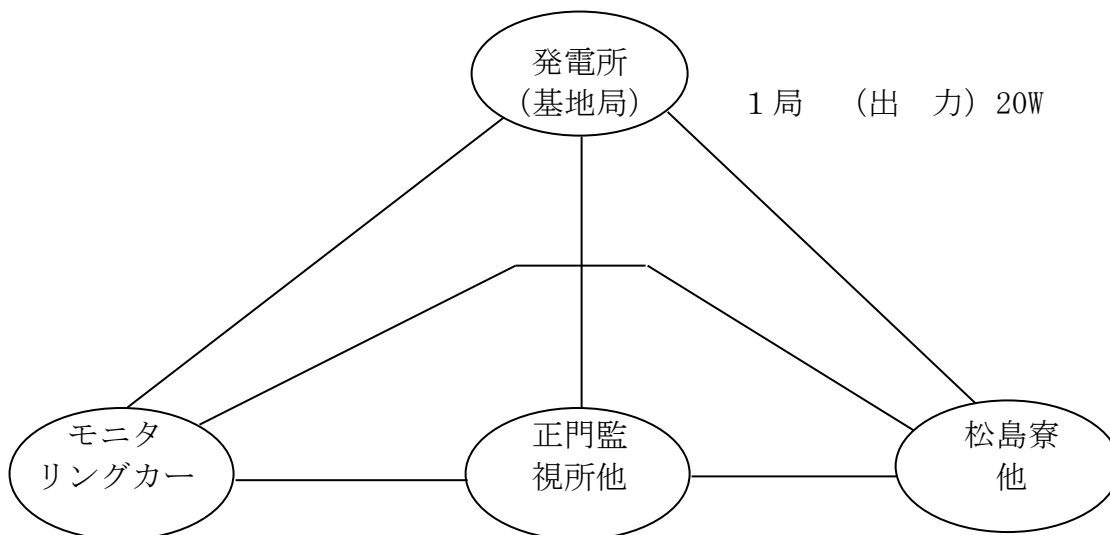 発電所
(基地局)
１局　（出　力）20W
モニタ
リングカー
正門監
視所他
松島寮
他